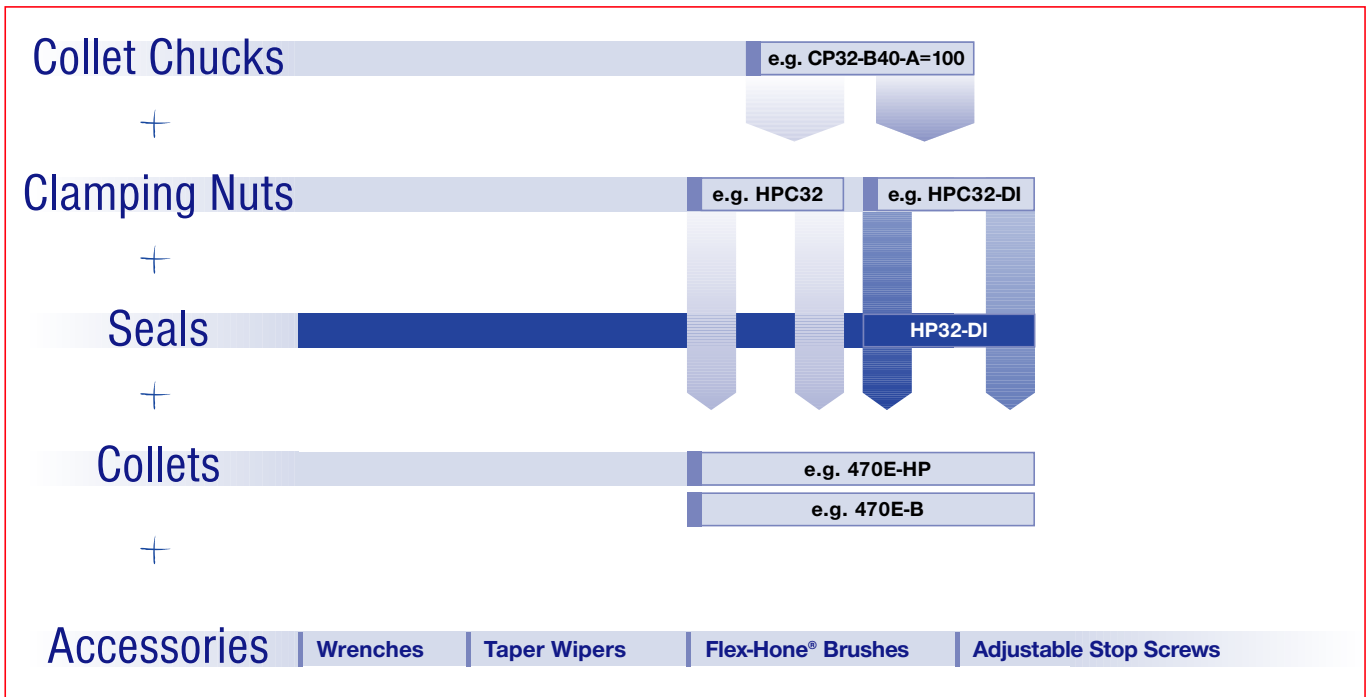 Collet Chucks
e.g. CP32-B40-A=100
Clamping Nuts
e.g. HPC32
e.g. HPC32-DI
Seals
HP32-DI
Collets
e.g. 470E-HP
e.g. 470E-B
Accessories
Wrenches
Taper Wipers
Flex-Hone® Brushes
Adjustable Stop Screws